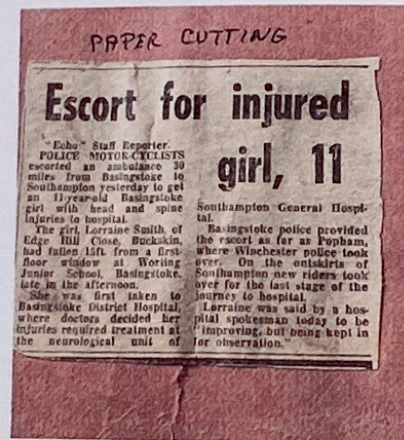 PAPER CUTTING
Escort for injured
girl, 11
"Echo" Staff Reporter.
POLICE MOTOR-CYCLISTS
escorted an ambulance 30
miles from Basingstoke to
Southampton yesterday to get
an 11-year-old Basingstoke
girl with head and spine
injuries to hospital.
The girl, Lorraine Smith, of
Edge Hill Close, Buckskin,
had fallen 14ft from a first-
floor window at Worting
Junior School, Basingstoke,
late in the afternoon.
She was first taken to
Basingstoke District Hospital,
where doctors decided her
injuries required treatment at
the neurological unit of
Southampton General Hospi-
tal.
Basingstoke police provided
the escort as far as Popham,
where Winchester police took
over. On the outskirts of
Southampton new riders took
over for the last stage of the
journey to hospital.
Lorraine was said by a hos-
pital spokesman today to be
"improving, but being kept in
for observation."